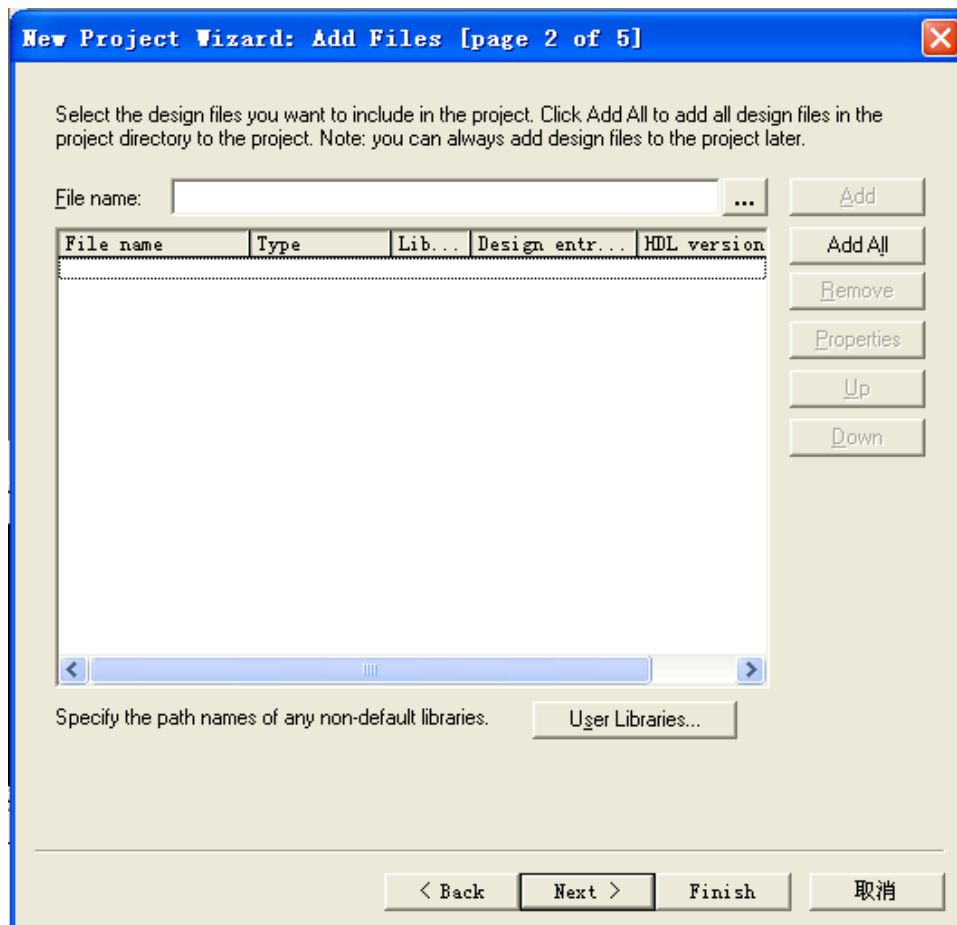 New Project Wizard: Add Files [page 2 of 5]
Select the design files you want to include in the project. Click Add All to add all design files in the
project directory to the project. Note: you can always add design files to the project later.
File name:
...
Add
File name Type Lib... Design entr... HDL version
Add All
Remove
Properties
Up
Down
Specify the path names of any non-default libraries.
User Libraries...
< Back
Next >
Finish
取消